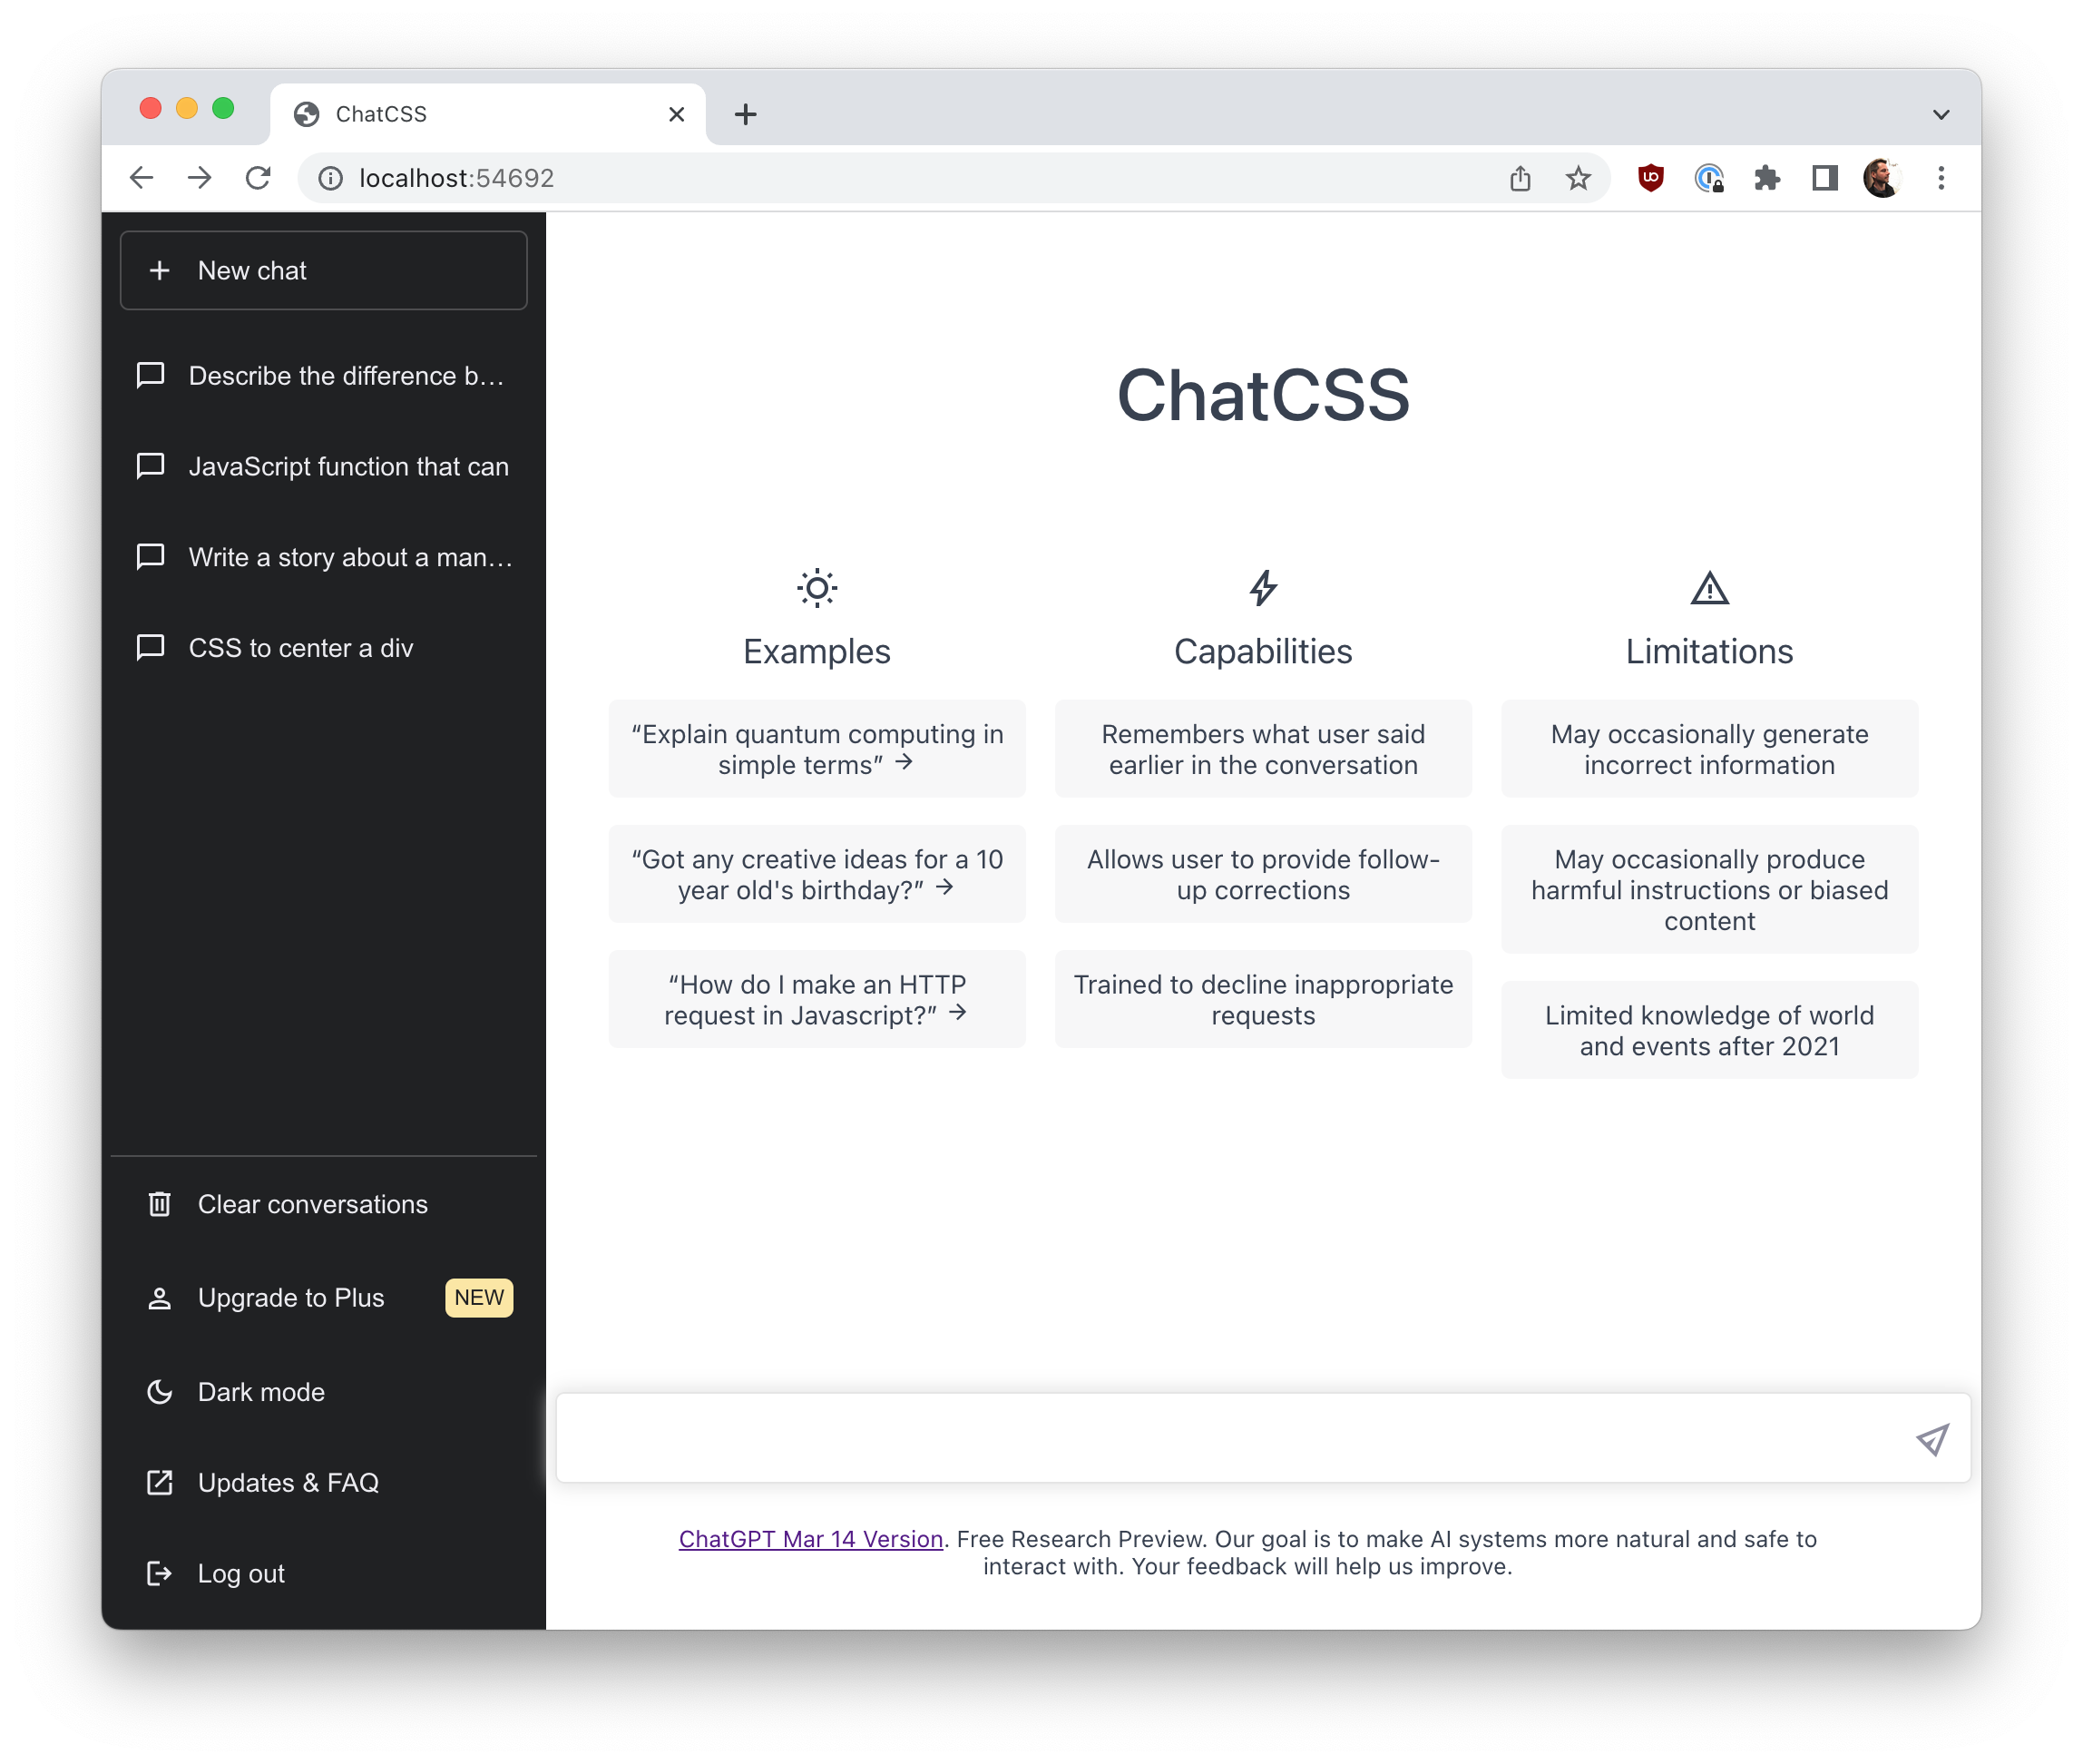 ChatCSS
localhost:54692
New chat
Describe the difference b…
JavaScript function that can
Write a story about a man…
CSS to center a div
Clear conversations
Upgrade to Plus NEW
Dark mode
Updates & FAQ
Log out
ChatCSS
Examples
“Explain quantum computing in
simple terms” →
“Got any creative ideas for a 10
year old's birthday?” →
“How do I make an HTTP
request in Javascript?” →
Capabilities
Remembers what user said
earlier in the conversation
Allows user to provide follow-
up corrections
Trained to decline inappropriate
requests
Limitations
May occasionally generate
incorrect information
May occasionally produce
harmful instructions or biased
content
Limited knowledge of world
and events after 2021
ChatGPT Mar 14 Version. Free Research Preview. Our goal is to make AI systems more natural and safe to
interact with. Your feedback will help us improve.